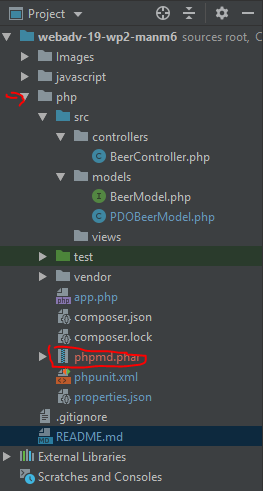 Project
webadv-19-wp2-manm6 sources root,
Images
javascript
php
src
controllers
BeerController.php
models
BeerModel.php
PDOBeerModel.php
views
test
vendor
app.php
composer.json
composer.lock
phpmd.phar
phpunit.xml
properties.json
.gitignore
README.md
External Libraries
Scratches and Consoles